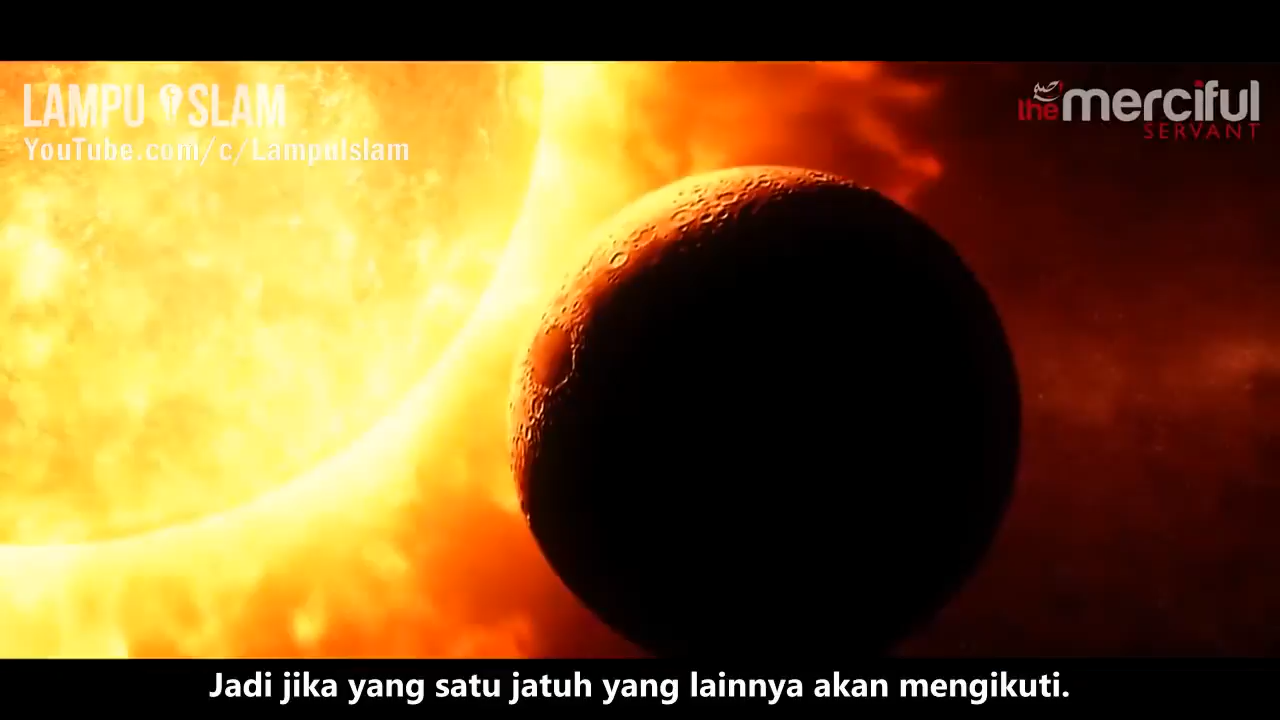 LAMPU ISLAM
YouTube.com/c/LampuIslam
the merciful
SERVANT
Jadi jika yang satu jatuh yang lainnya akan mengikuti.